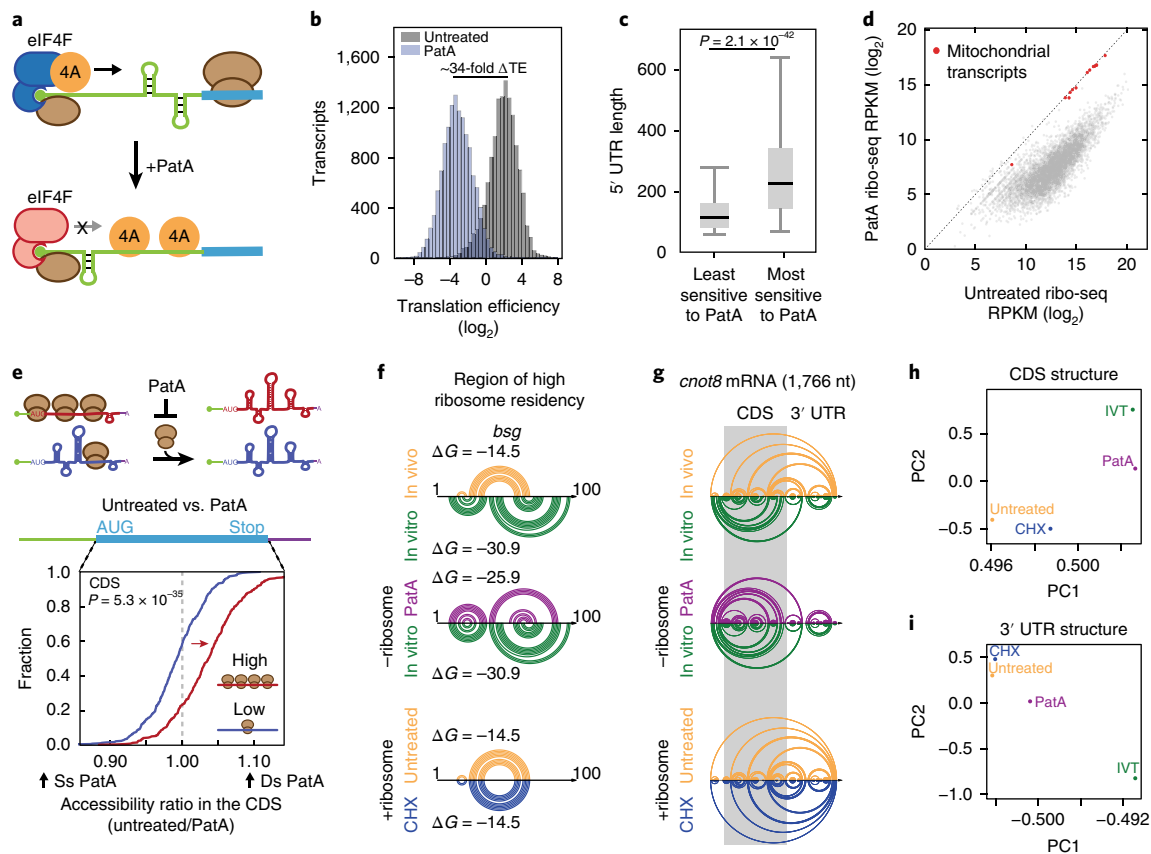 a
eIF4F
4A
+PatA
eIF4F
X
4A
4A
b
Untreated
PatA
~34-fold ΔTE
1,600
1,200
800
400
0
Transcripts
−8
−4
0
4
8
Translation efficiency
(log2)
c
P = 2.1 × 10−42
600
400
200
0
5′ UTR length
Least
sensitive
to PatA
Most
sensitive
to PatA
d
Mitochondrial
transcripts
20
15
10
5
0
PatA ribo-seq RPKM (log2)
0
5
10
15
20
Untreated ribo-seq
RPKM (log2)
e
PatA
AUG
A
AUG
A
AUG
A
AUG
A
Untreated vs. PatA
AUG
Stop
CDS
P = 5.3 × 10−35
1.0
0.8
0.6
0.4
0.2
0.0
Fraction
High
Low
0.90
1.00
1.10
Ss PatA
Ds PatA
Accessibility ratio in the CDS
(untreated/PatA)
f
Region of high
ribosome residency
bsg
ΔG = −14.5
1
100
In vitro In vivo
ΔG = −30.9
ΔG = −25.9
1
100
−ribosome
In vitro PatA
ΔG = −30.9
ΔG = −14.5
1
100
+ribosome
CHX Untreated
ΔG = −14.5
g
cnot8 mRNA (1,766 nt)
CDS
3′ UTR
In vitro In vivo
−ribosome
In vitro PatA
+ribosome
CHX Untreated
h
CDS structure
IVT
PatA
Untreated
CHX
0.5
0.0
−0.5
PC2
0.496
0.500
PC1
i
3′ UTR structure
CHX
Untreated
PatA
IVT
0.5
0.0
−0.5
−1.0
PC2
−0.500
−0.492
PC1